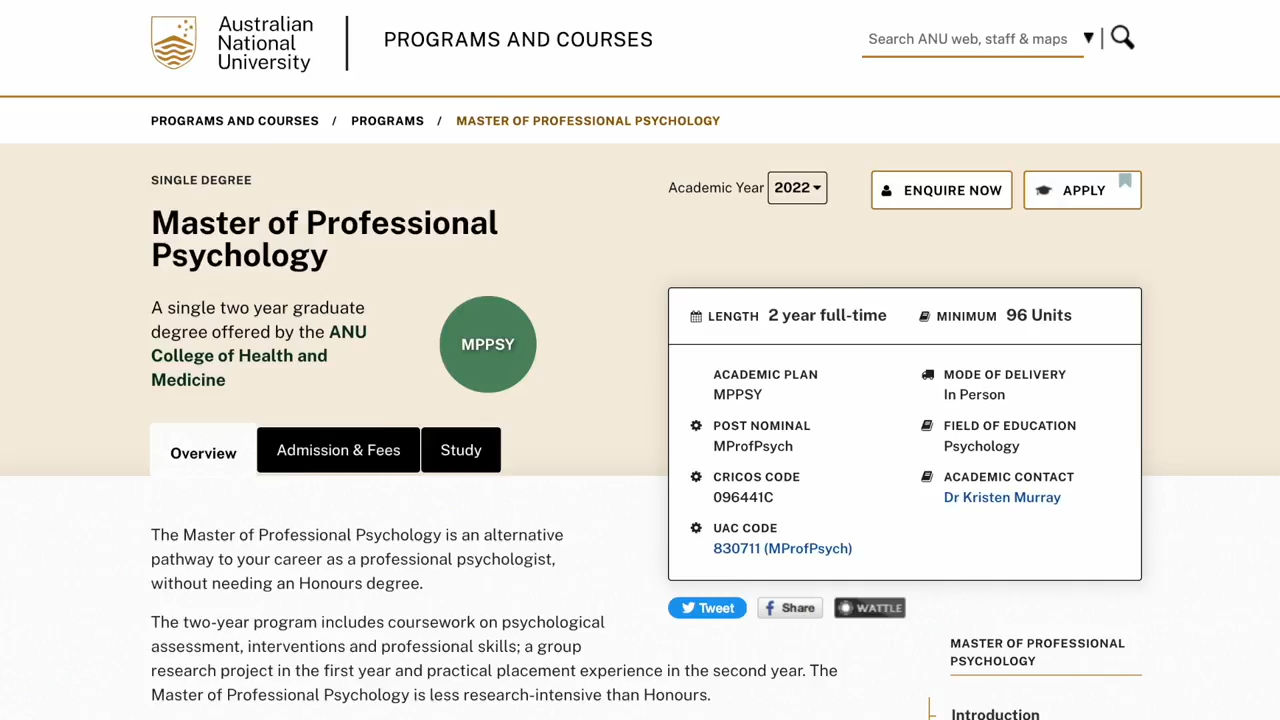 Australian
National
University
PROGRAMS AND COURSES
Search ANU web, staff & maps
PROGRAMS AND COURSES / PROGRAMS / MASTER OF PROFESSIONAL PSYCHOLOGY
SINGLE DEGREE
Academic Year 2022
ENQUIRE NOW
APPLY
Master of Professional
Psychology
A single two year graduate
degree offered by the ANU
College of Health and
Medicine
MPPSY
LENGTH 2 year full-time
MINIMUM 96 Units
ACADEMIC PLAN
MPPSY
POST NOMINAL
MProfPsych
CRICOS CODE
096441C
UAC CODE
830711 (MProfPsych)
MODE OF DELIVERY
In Person
FIELD OF EDUCATION
Psychology
ACADEMIC CONTACT
Dr Kristen Murray
Overview
Admission & Fees
Study
The Master of Professional Psychology is an alternative
pathway to your career as a professional psychologist,
without needing an Honours degree.
The two-year program includes coursework on psychological
assessment, interventions and professional skills; a group
research project in the first year and practical placement experience in the second year. The
Master of Professional Psychology is less research-intensive than Honours.
Tweet
Share
WATTLE
MASTER OF PROFESSIONAL
PSYCHOLOGY
Introduction